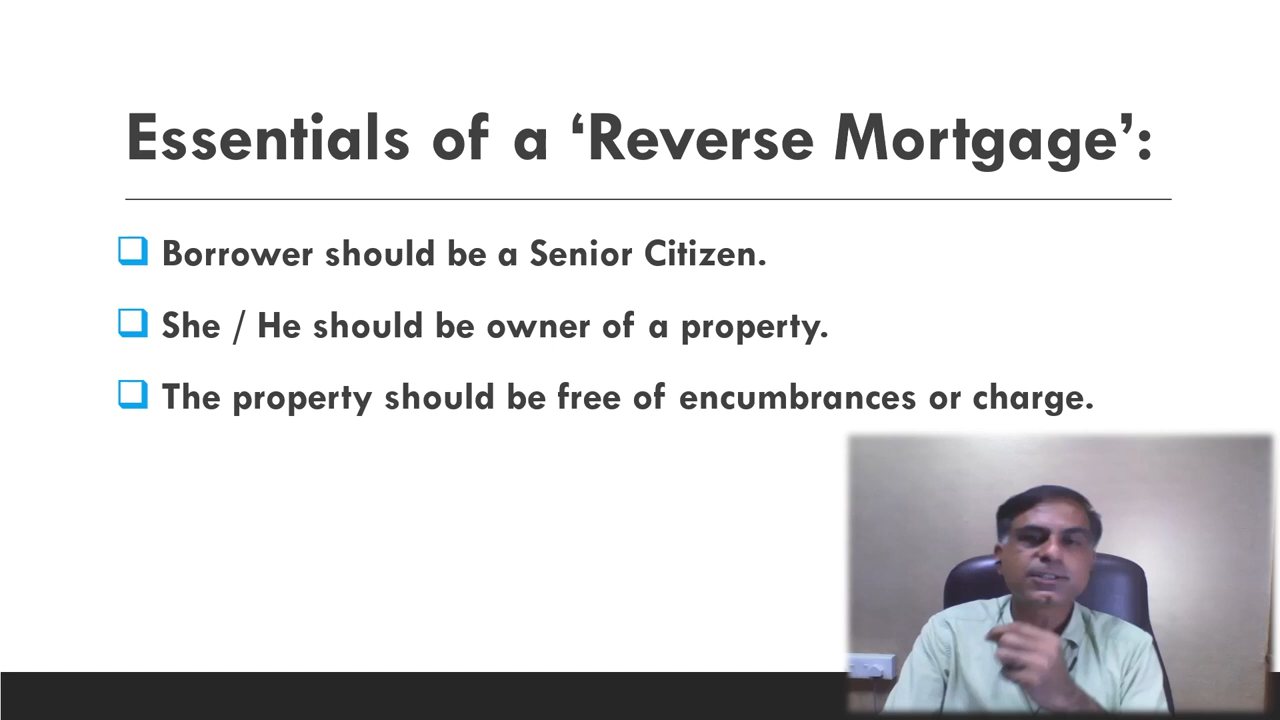 Essentials of a ‘Reverse Mortgage’:
Borrower should be a Senior Citizen.
She / He should be owner of a property.
The property should be free of encumbrances or charge.